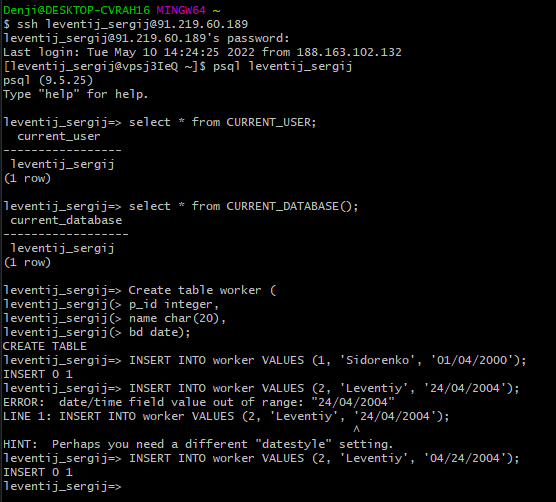 Denji@DESKTOP-CVRAH16 MINGW64 ~
$ ssh leventij_sergij@91.219.60.189
leventij_sergij@91.219.60.189's password:
Last login: Tue May 10 14:24:25 2022 from 188.163.102.132
[leventij_sergij@vpsj3IeQ ~]$ psql leventij_sergij
psql (9.5.25)
Type "help" for help.

leventij_sergij=> select * from CURRENT_USER;
  current_user
-----------------
 leventij_sergij
(1 row)

leventij_sergij=> select * from CURRENT_DATABASE();
 current_database
------------------
 leventij_sergij
(1 row)

leventij_sergij=> Create table worker (
leventij_sergij(> p_id integer,
leventij_sergij(> name char(20),
leventij_sergij(> bd date);
CREATE TABLE
leventij_sergij=> INSERT INTO worker VALUES (1, 'Sidorenko', '01/04/2000');
INSERT 0 1
leventij_sergij=> INSERT INTO worker VALUES (2, 'Leventiy', '24/04/2004');
ERROR:  date/time field value out of range: "24/04/2004"
LINE 1: INSERT INTO worker VALUES (2, 'Leventiy', '24/04/2004');
                                                  ^
HINT:  Perhaps you need a different "datestyle" setting.
leventij_sergij=> INSERT INTO worker VALUES (2, 'Leventiy', '04/24/2004');
INSERT 0 1
leventij_sergij=>